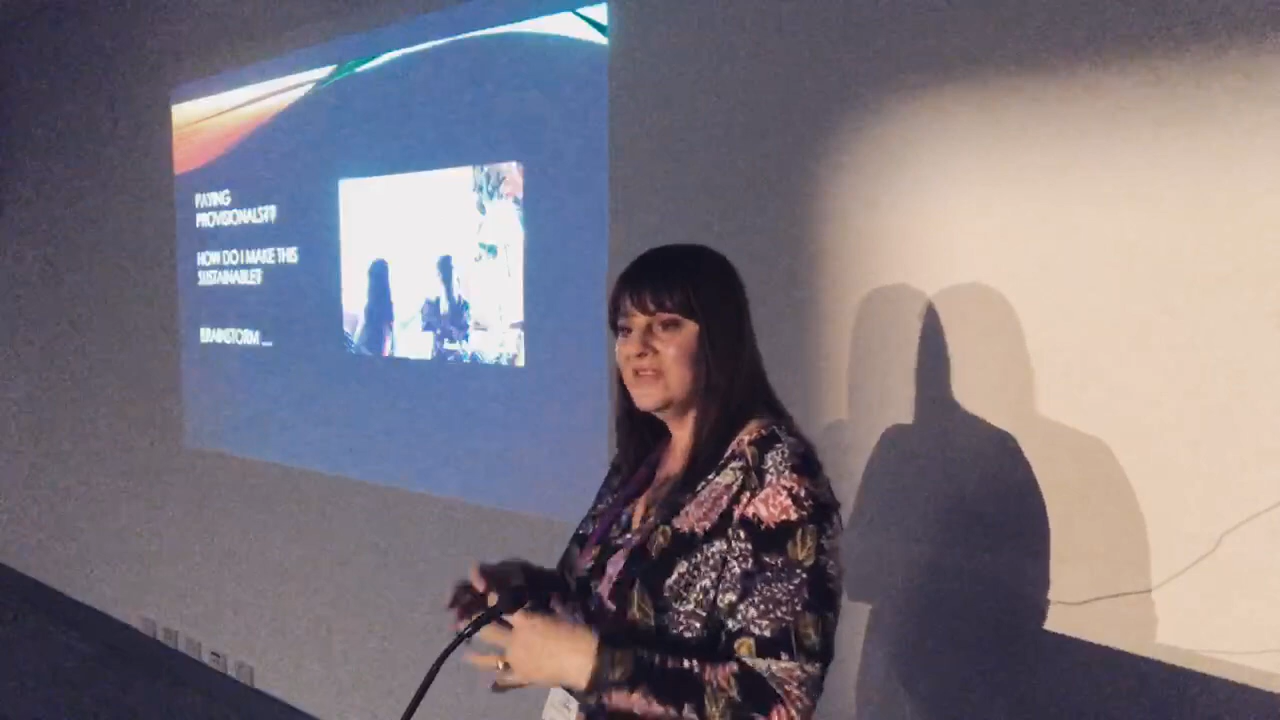 PAYING
PROVISIONALS??
HOW DO I MAKE THIS
SUSTAINABLE?
BRAINSTORM ....